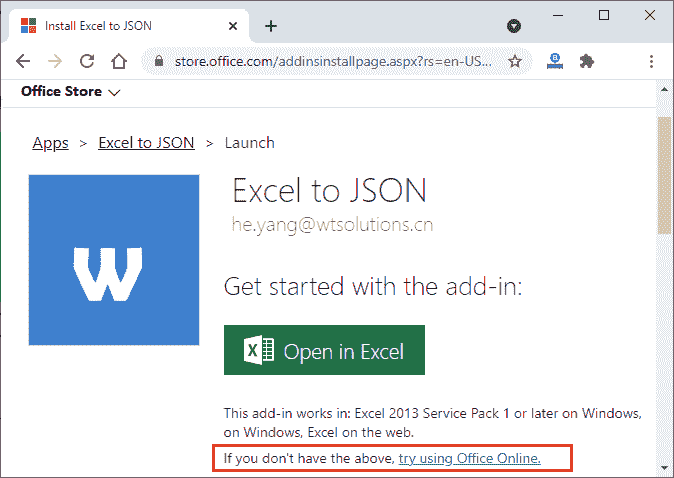 Install Excel to JSON
store.office.com/addinsinstallpage.aspx?rs=en-US...
Office Store
Apps > Excel to JSON > Launch
W
Excel to JSON
he.yang@wtsolutions.cn
Get started with the add-in:
Open in Excel
This add-in works in: Excel 2013 Service Pack 1 or later on Windows,
on Windows, Excel on the web.
If you don't have the above, try using Office Online.